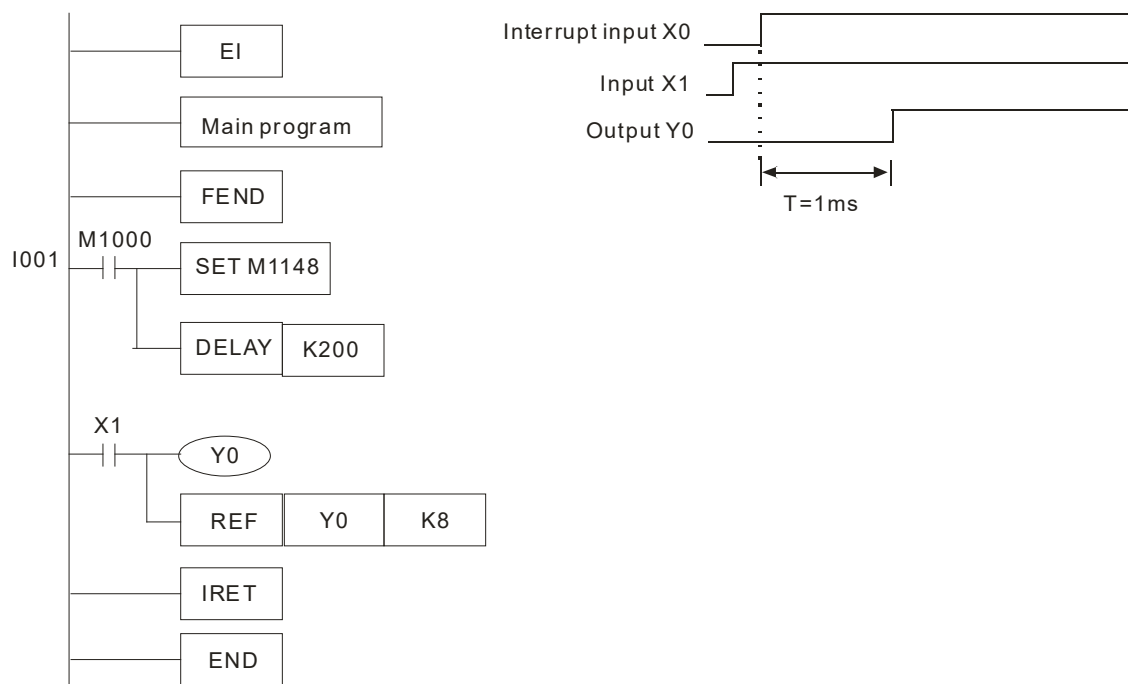 EI
Main program
FEND
I001
M1000
SET M1148
DELAY K200
X1
Y0
REF Y0 K8
IRET
END
Interrupt input X0
Input X1
Output Y0
T=1ms